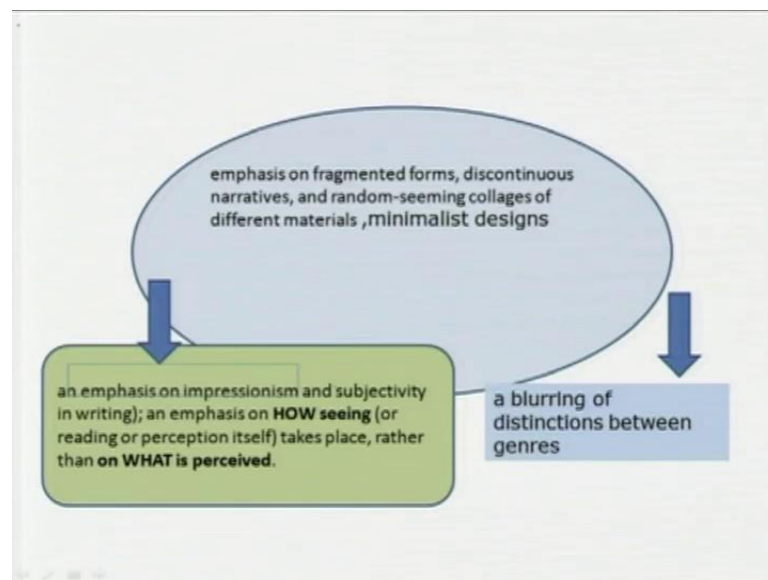 emphasis on fragmented forms, discontinuous
narratives, and random-seeming collages of
different materials ,minimalist designs
an emphasis on impressionism and subjectivity
in writing); an emphasis on HOW seeing (or
reading or perception itself) takes place, rather
than on WHAT is perceived.
a blurring of
distinctions between
genres